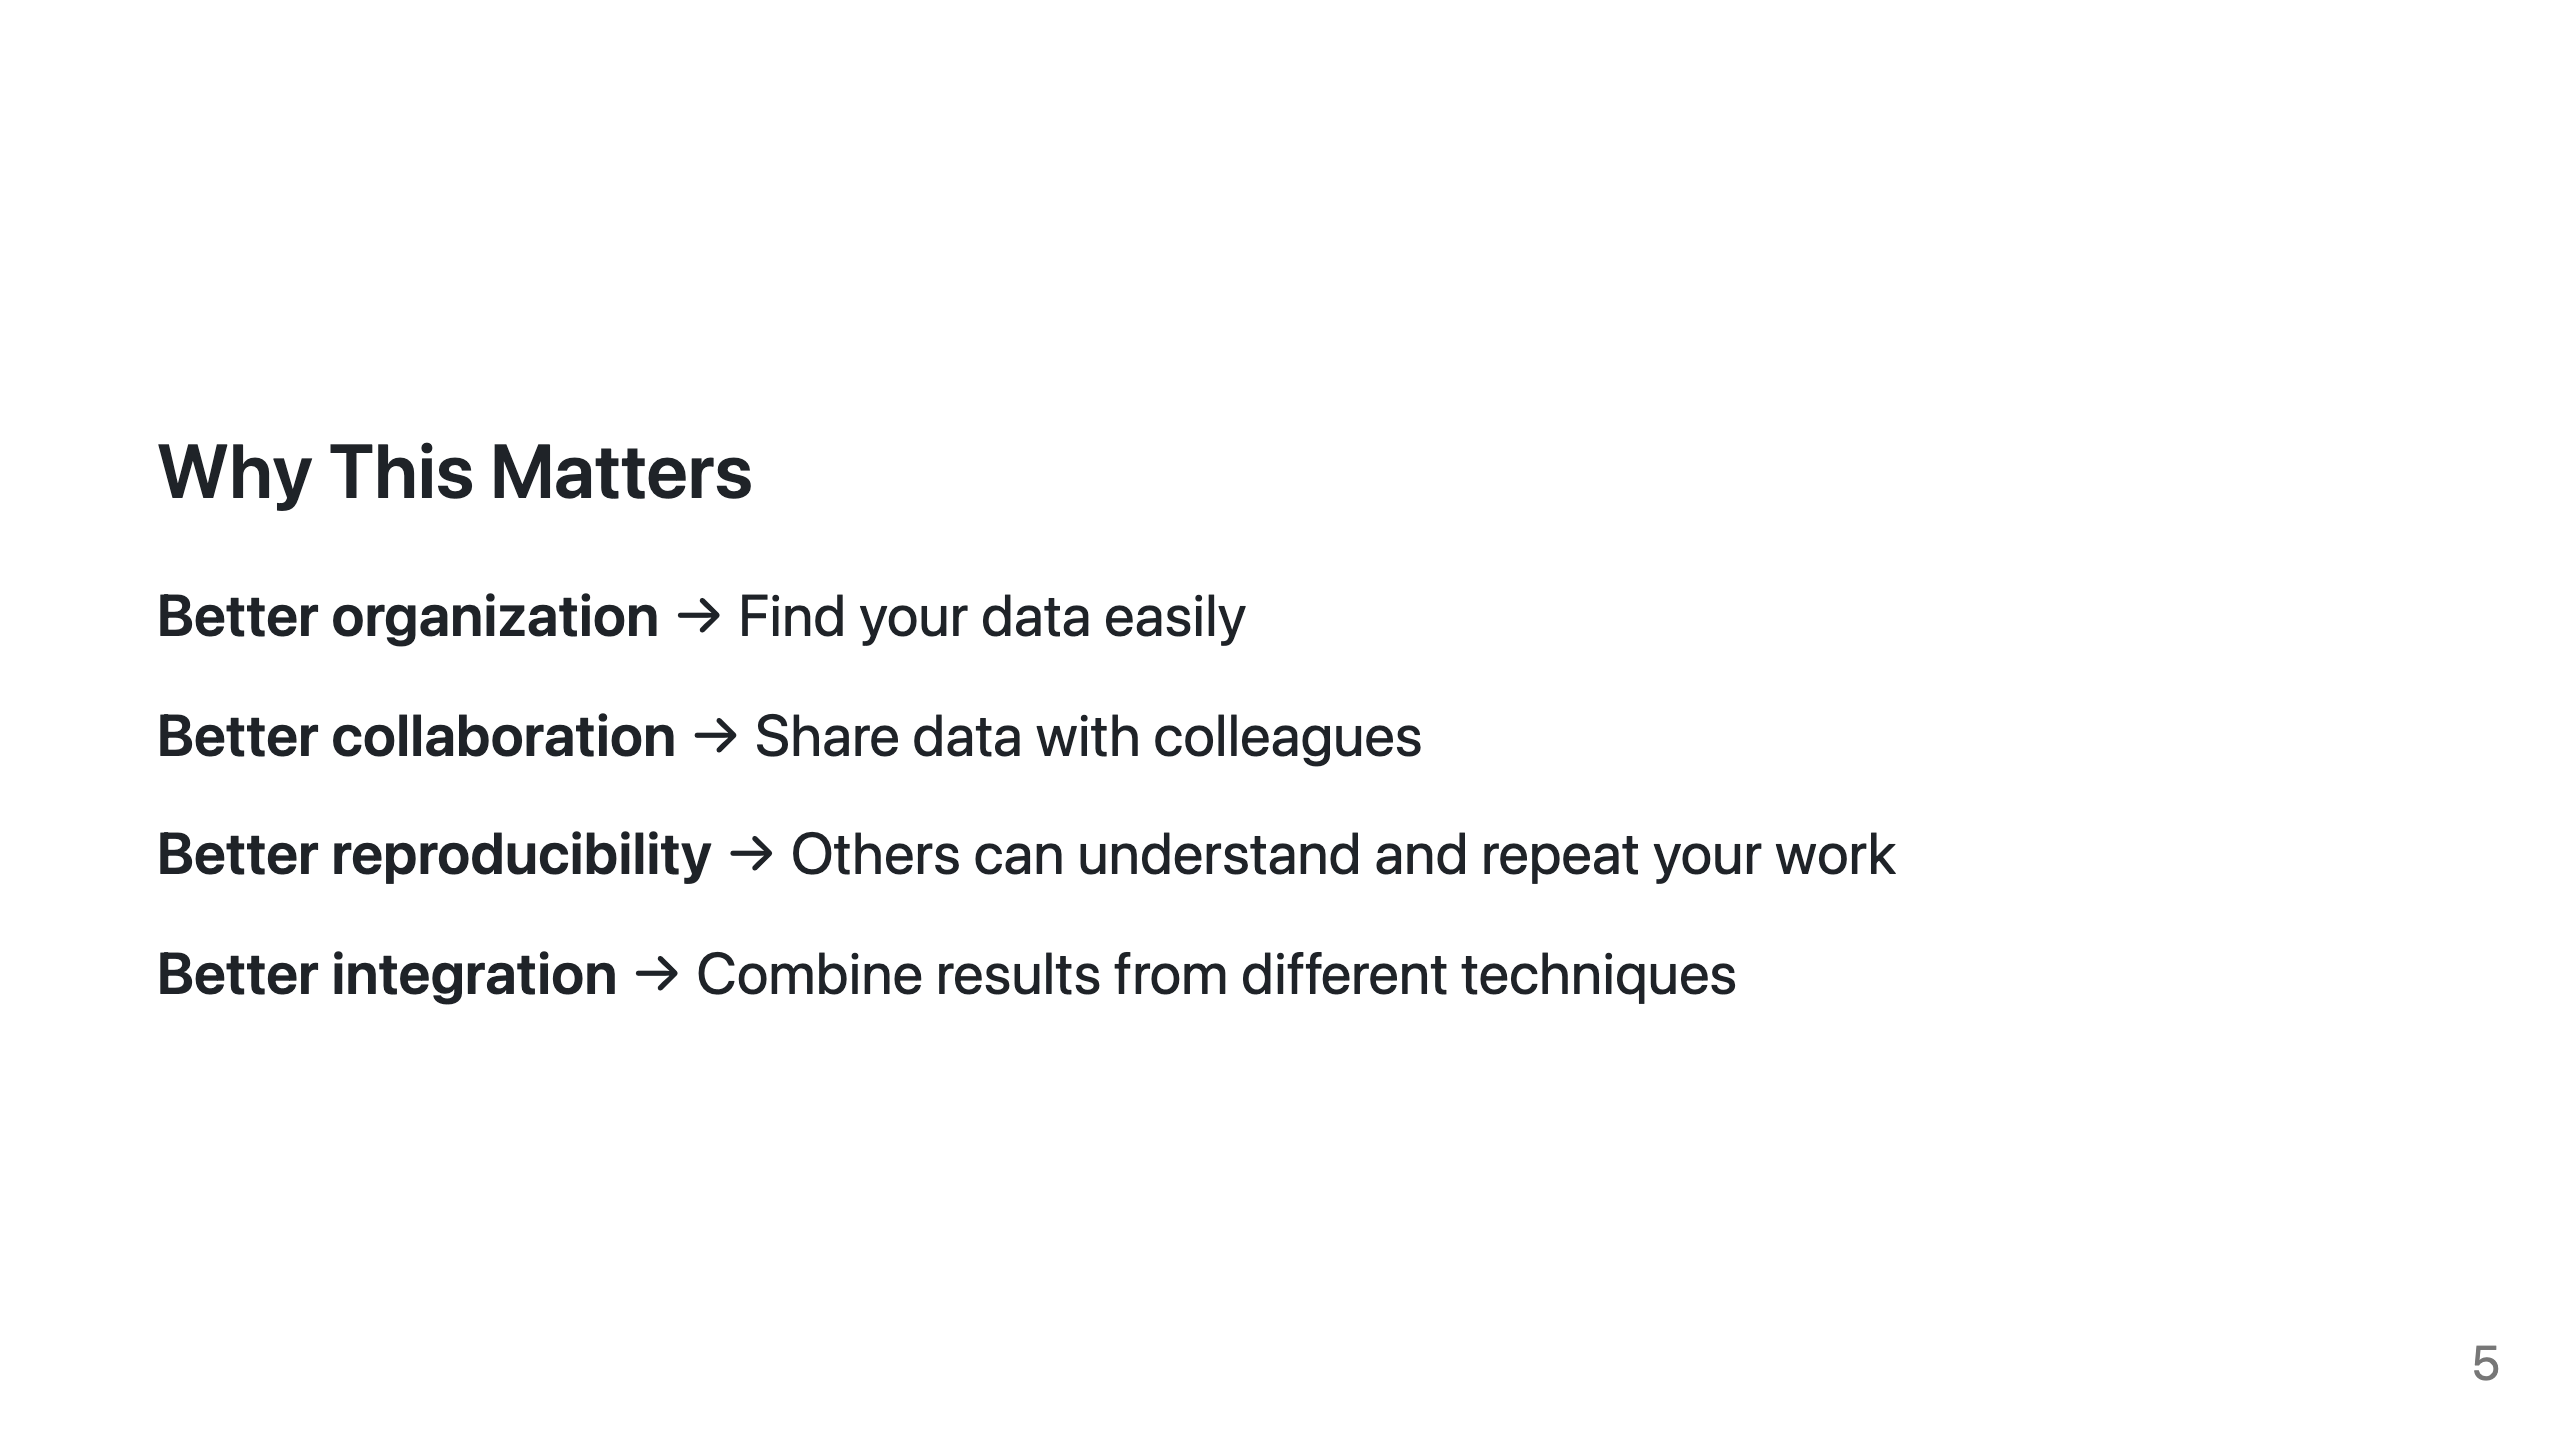 Why This Matters
Better organization → Find your data easily
Better collaboration → Share data with colleagues
Better reproducibility → Others can understand and repeat your work
Better integration → Combine results from different techniques
5